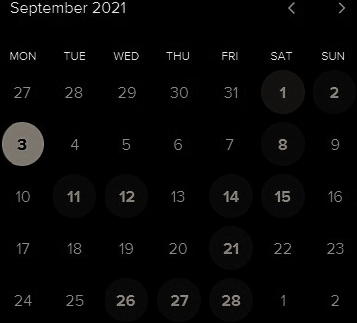 September 2021 < >
MON TUE WED THU FRI SAT SUN
27 28 29 30 31 1 2
3 4 5 6 7 8 9
10 11 12 13 14 15 16
17 18 19 20 21 22 23
24 25 26 27 28 1 2